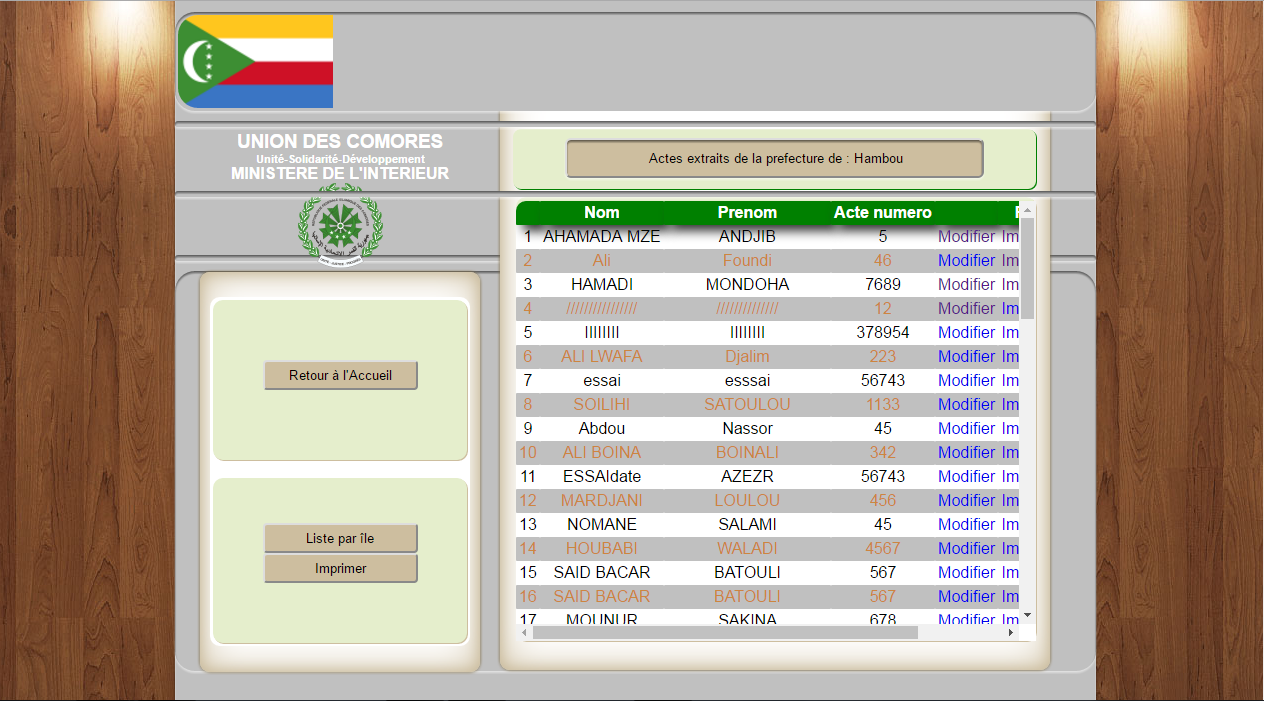 UNION DES COMORES
Unité-Solidarité-Développement
MINISTERE DE L'INTERIEUR
Retour à l'Accueil
Liste par île
Imprimer
Actes extraits de la prefecture de : Hambou
Nom Prenom Acte numero
1 AHAMADA MZE ANDJIB 5 Modifier Im
2 Ali Foundi 46 Modifier Im
3 HAMADI MONDOHA 7689 Modifier Im
4 //////////////// ////////////// 12 Modifier Im
5 llllllll llllllll 378954 Modifier Im
6 ALI LWAFA Djalim 223 Modifier Im
7 essai esssai 56743 Modifier Im
8 SOILIHI SATOULOU 1133 Modifier Im
9 Abdou Nassor 45 Modifier Im
10 ALI BOINA BOINALI 342 Modifier Im
11 ESSAIdate AZEZR 56743 Modifier Im
12 MARDJANI LOULOU 456 Modifier Im
13 NOMANE SALAMI 45 Modifier Im
14 HOUBABI WALADI 4567 Modifier Im
15 SAID BACAR BATOULI 567 Modifier Im
16 SAID BACAR BATOULI 567 Modifier Im
17 MOUNUR SAKINA 678 Modifier Im